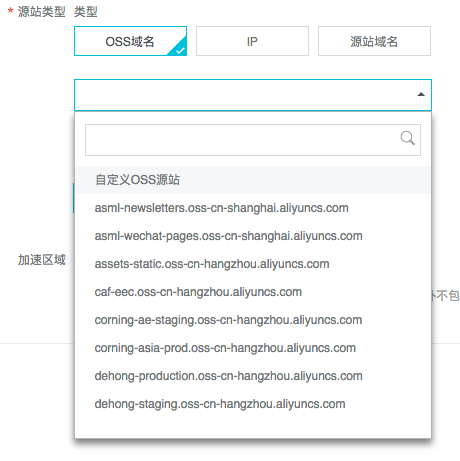 * 源站类型 类型
OSS域名 IP 源站域名
自定义OSS源站
asml-newsletters.oss-cn-shanghai.aliyuncs.com
asml-wechat-pages.oss-cn-shanghai.aliyuncs.com
assets-static.oss-cn-hangzhou.aliyuncs.com
加速区域
caf-eec.oss-cn-hangzhou.aliyuncs.com
外不包
corning-ae-staging.oss-cn-hangzhou.aliyuncs.com
corning-asia-prod.oss-cn-hangzhou.aliyuncs.com
dehong-production.oss-cn-hangzhou.aliyuncs.com
dehong-staging.oss-cn-hangzhou.aliyuncs.com